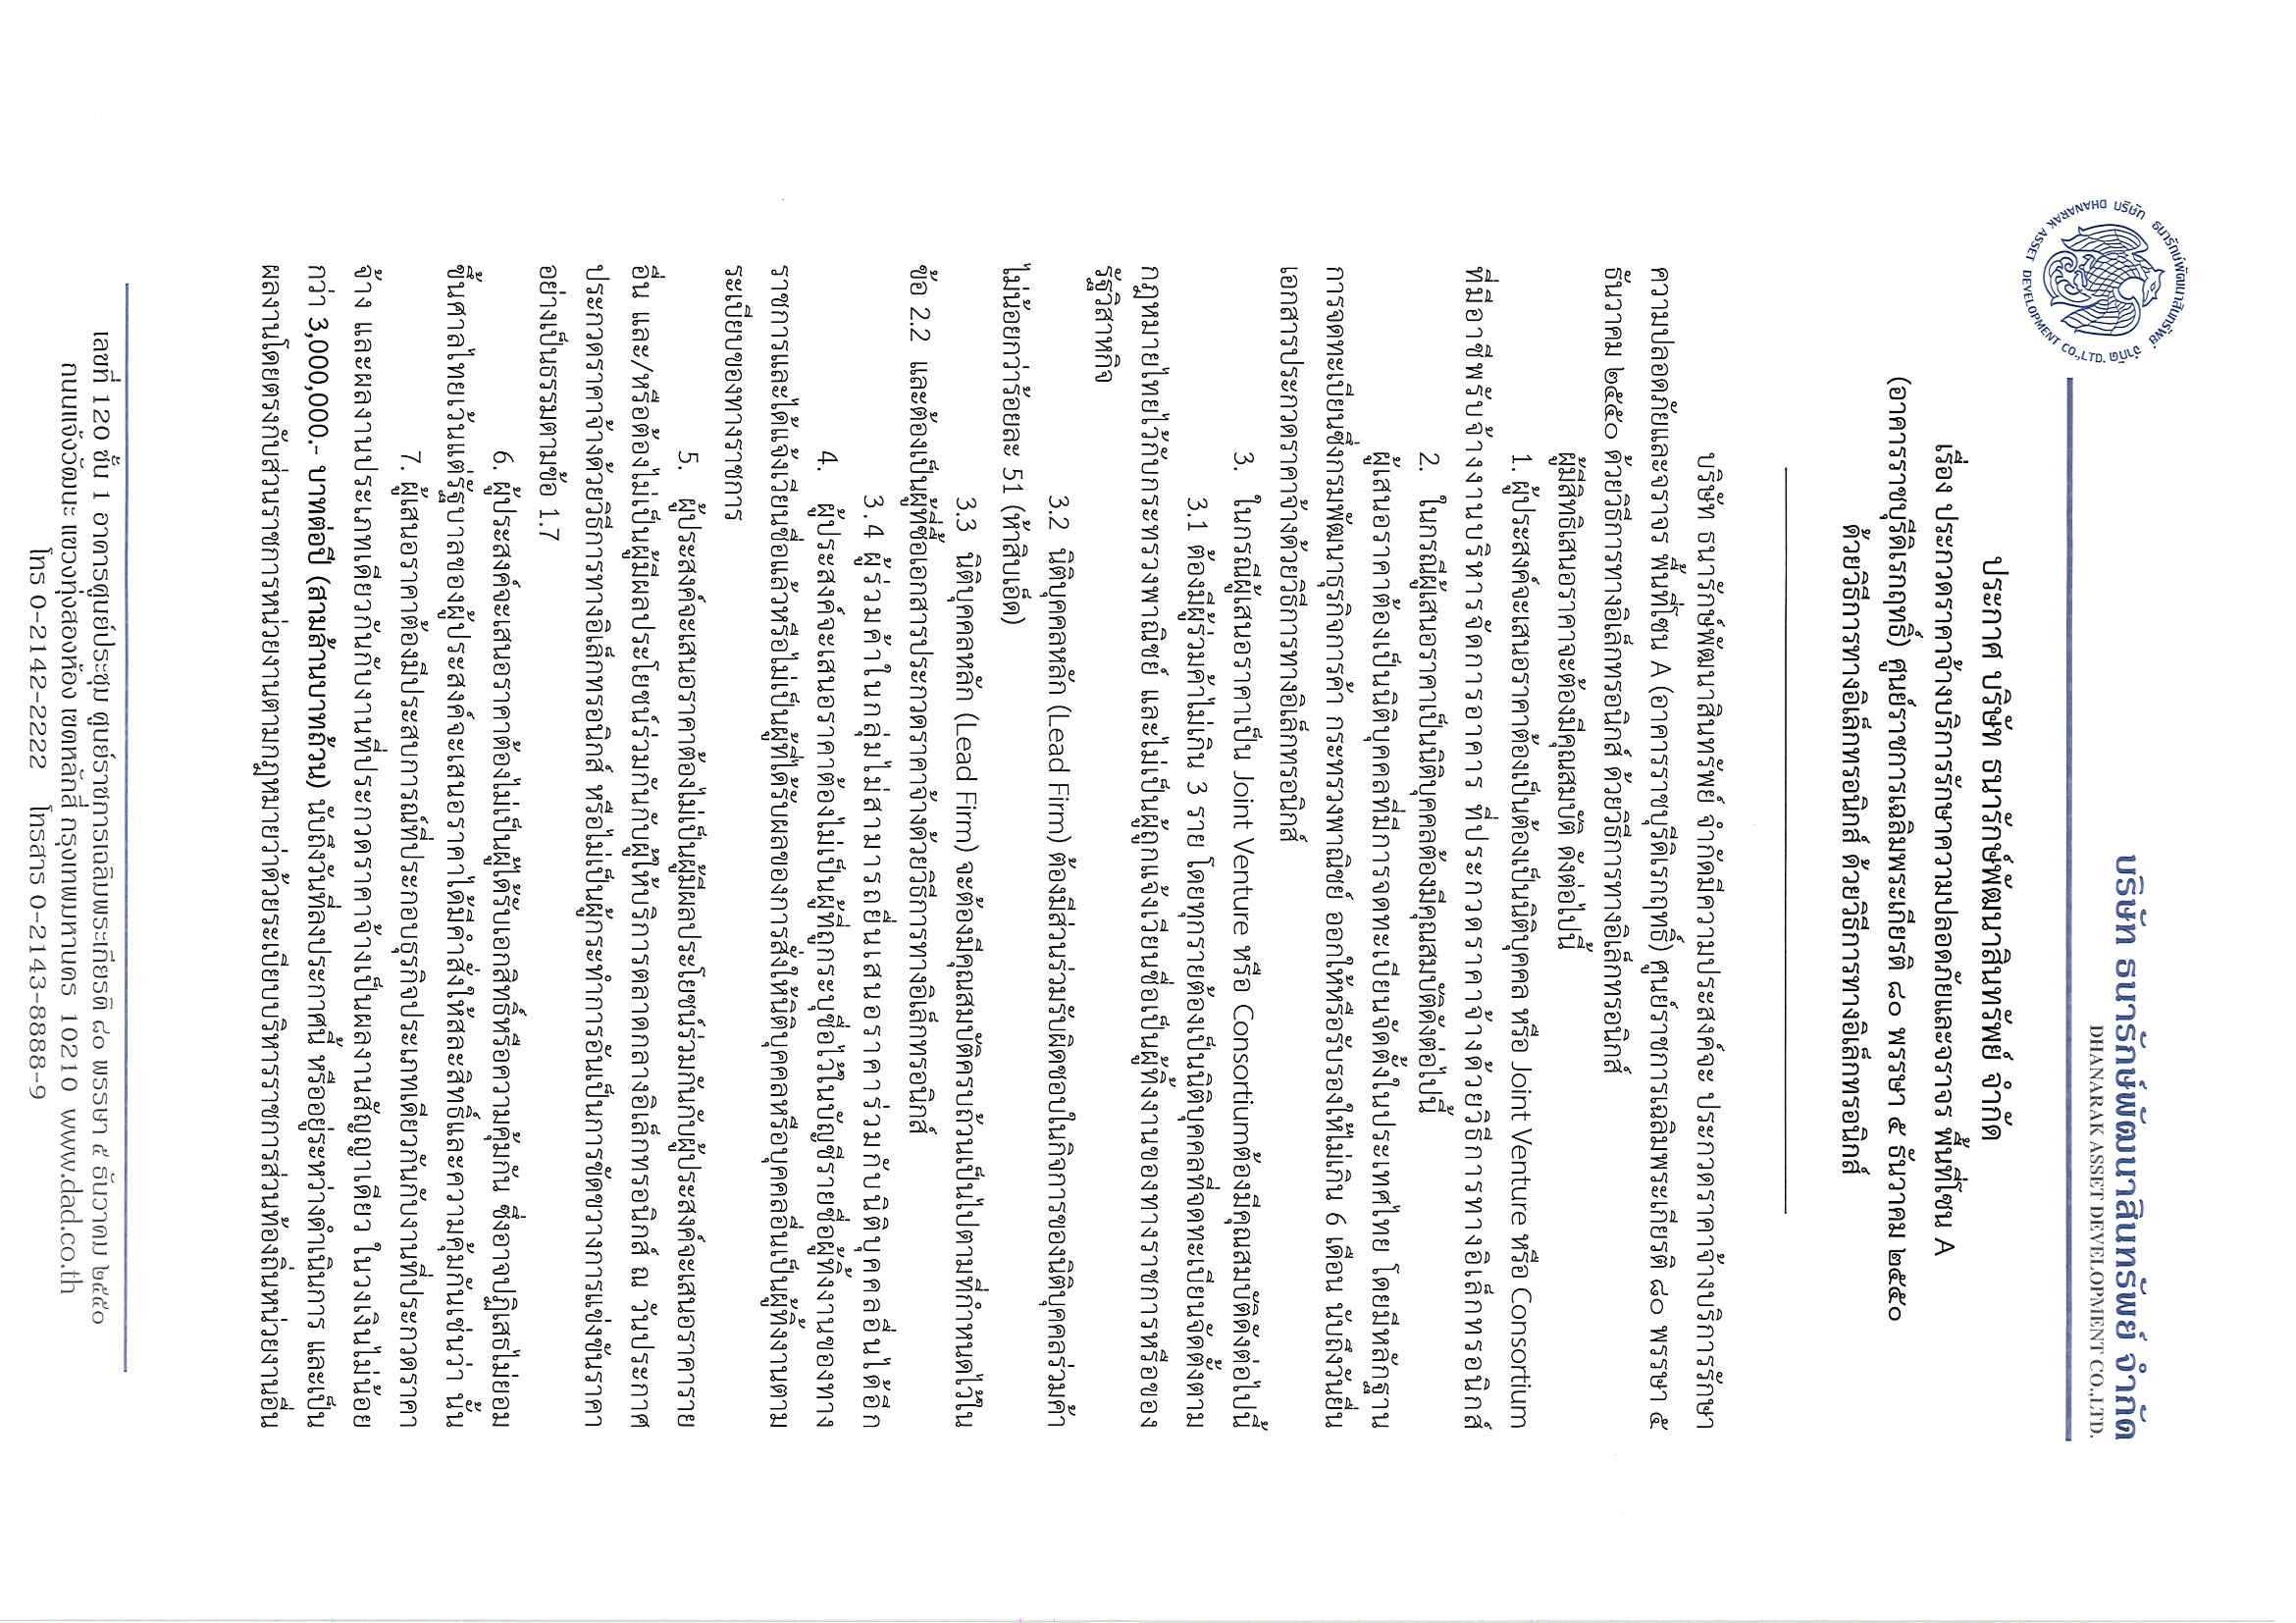 บริษัท ธนารักษ์พัฒนาสินทรัพย์ จำกัด
DHANARAK ASSET DEVELOPMENT CO.,LTD.
บริษัท ธนารักษ์พัฒนาสินทรัพย์ จำกัด
DHANARAK ASSET DEVELOPMENT CO.,LTD.
ประกาศ บริษัท ธนารักษ์พัฒนาสินทรัพย์ จำกัด
เรื่อง ประกวดราคาจ้างบริการรักษาความปลอดภัยและจราจร พื้นที่โซน A
(อาคารราชบุรีดิเรกฤทธิ์) ศูนย์ราชการเฉลิมพระเกียรติ ๘๐ พรรษา ๕ ธันวาคม ๒๕๕๐
ด้วยวิธีการทางอิเล็กทรอนิกส์ ด้วยวิธีการทางอิเล็กทรอนิกส์
บริษัท ธนารักษ์พัฒนาสินทรัพย์ จำกัดมีความประสงค์จะ ประกวดราคาจ้างบริการรักษา
ความปลอดภัยและจราจร พื้นที่โซน A (อาคารราชบุรีดิเรกฤทธิ์) ศูนย์ราชการเฉลิมพระเกียรติ ๘๐ พรรษา ๕
ธันวาคม ๒๕๕๐ ด้วยวิธีการทางอิเล็กทรอนิกส์ ด้วยวิธีการทางอิเล็กทรอนิกส์
ผู้มีสิทธิเสนอราคาจะต้องมีคุณสมบัติ ดังต่อไปนี้
1. ผู้ประสงค์จะเสนอราคาต้องเป็นต้องเป็นนิติบุคคล หรือ Joint Venture หรือ Consortium
ที่มีอาชีพรับจ้างงานบริหารจัดการอาคาร ที่ประกวดราคาจ้างด้วยวิธีการทางอิเล็กทรอนิกส์
2. ในกรณีผู้เสนอราคาเป็นนิติบุคคลต้องมีคุณสมบัติดังต่อไปนี้
ผู้เสนอราคาต้องเป็นนิติบุคคลที่มีการจดทะเบียนจัดตั้งในประเทศไทย โดยมีหลักฐาน
การจดทะเบียนซึ่งกรมพัฒนาธุรกิจการค้า กระทรวงพาณิชย์ ออกให้หรือรับรองให้ไม่เกิน 6 เดือน นับถึงวันยื่น
เอกสารประกวดราคาจ้างด้วยวิธีการทางอิเล็กทรอนิกส์
3. ในกรณีผู้เสนอราคาเป็น Joint Venture หรือ Consortiumต้องมีคุณสมบัติดังต่อไปนี้
3.1 ต้องมีผู้ร่วมค้าไม่เกิน 3 ราย โดยทุกรายต้องเป็นนิติบุคคลที่จดทะเบียนจัดตั้งตาม
กฎหมายไทยไว้กับกระทรวงพาณิชย์ และไม่เป็นผู้ถูกแจ้งเวียนชื่อเป็นผู้ทิ้งงานของทางราชการหรือของ
รัฐวิสาหกิจ
3.2 นิติบุคคลหลัก (Lead Firm) ต้องมีส่วนร่วมรับผิดชอบในกิจการของนิติบุคคลร่วมค้า
ไม่น้อยกว่าร้อยละ 51 (ห้าสิบเอ็ด)
3.3 นิติบุคคลหลัก (Lead Firm) จะต้องมีคุณสมบัติครบถ้วนเป็นไปตามที่กำหนดไว้ใน
ข้อ 2.2 และต้องเป็นผู้ที่ซื้อเอกสารประกวดราคาจ้างด้วยวิธีการทางอิเล็กทรอนิกส์
3.4 ผู้ร่วมค้าในกลุ่มไม่สามารถยื่นเสนอราคาร่วมกับนิติบุคคลอื่นได้อีก
4. ผู้ประสงค์จะเสนอราคาต้องไม่เป็นผู้ที่ถูกระบุชื่อไว้ในบัญชีรายชื่อผู้ทิ้งงานของทาง
ราชการและได้แจ้งเวียนชื่อแล้วหรือไม่เป็นผู้ที่ได้รับผลของการสั่งให้นิติบุคคลหรือบุคคลอื่นเป็นผู้ทิ้งงานตาม
ระเบียบของทางราชการ
5. ผู้ประสงค์จะเสนอราคาต้องไม่เป็นผู้มีผลประโยชน์ร่วมกันกับผู้ประสงค์จะเสนอราคาราย
อื่น และ/หรือต้องไม่เป็นผู้มีผลประโยชน์ร่วมกันกับผู้ให้บริการตลาดกลางอิเล็กทรอนิกส์ ณ วันประกาศ
ประกวดราคาจ้างด้วยวิธีการทางอิเล็กทรอนิกส์ หรือไม่เป็นผู้กระทำการอันเป็นการขัดขวางการแข่งขันราคา
อย่างเป็นธรรมตามข้อ 1.7
6. ผู้ประสงค์จะเสนอราคาต้องไม่เป็นผู้ได้รับเอกสิทธิ์หรือความคุ้มกัน ซึ่งอาจปฏิเสธไม่ยอม
ขึ้นศาลไทยเว้นแต่รัฐบาลของผู้ประสงค์จะเสนอราคาได้มีคำสั่งให้สละสิทธิ์และความคุ้มกันเช่นว่า นั้น
7. ผู้เสนอราคาต้องมีประสบการณ์ที่ประกอบธุรกิจประเภทเดียวกันกับงานที่ประกวดราคา
จ้าง และผลงานประเภทเดียวกันกับงานที่ประกวดราคาจ้างเป็นผลงานสัญญาเดียว ในวงเงินไม่น้อย
กว่า 3,000,000.- บาทต่อปี (สามล้านบาทถ้วน) นับถึงวันที่ลงประกาศนี้ หรืออยู่ระหว่างดำเนินการ และเป็น
ผลงานโดยตรงกับส่วนราชการหน่วยงานตามกฎหมายว่าด้วยระเบียบบริหารราชการส่วนท้องถิ่นหน่วยงานอื่น
เลขที่ 120 ชั้น 1 อาคารศูนย์ประชุม ศูนย์ราชการเฉลิมพระเกียรติ ๘๐ พรรษา ๕ ธันวาคม ๒๕๕๐
ถนนแจ้งวัฒนะ แขวงทุ่งสองห้อง เขตหลักสี่ กรุงเทพมหานคร 10210 www.dad.co.th
โทร 0-2142-2222 โทรสาร 0-2143-8888-9